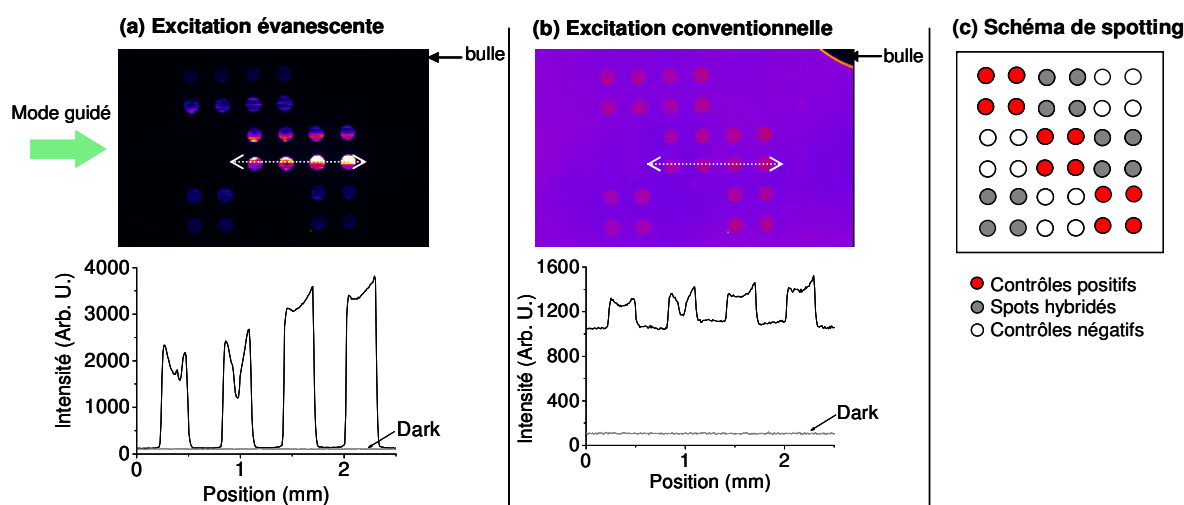 (a) Excitation évanescente
bulle
Mode guidé
4000
3000
2000
1000
0
Intensité (Arb. U.)
Dark
0
1
2
Position (mm)
(b) Excitation conventionnelle
bulle
1600
1200
800
400
0
Intensité (Arb. U.)
Dark
0
1
2
Position (mm)
(c) Schéma de spotting
Contrôles positifs
Spots hybridés
Contrôles négatifs